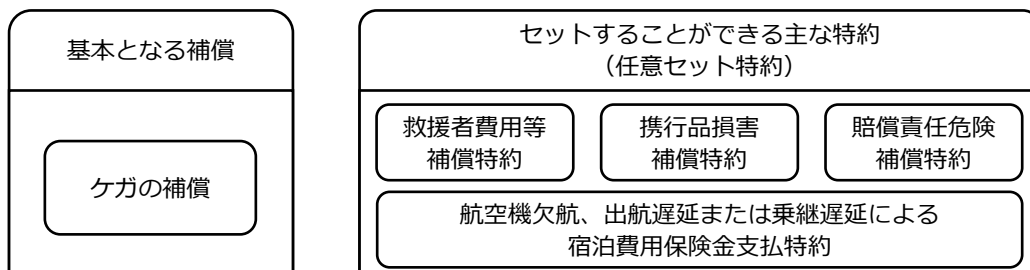 基本となる補償
ケガの補償
セットすることができる主な特約
（任意セット特約）
救援者費用等
補償特約
携行品損害
補償特約
賠償責任危険
補償特約
航空機欠航、出航遅延または乗継遅延による
宿泊費用保険金支払特約